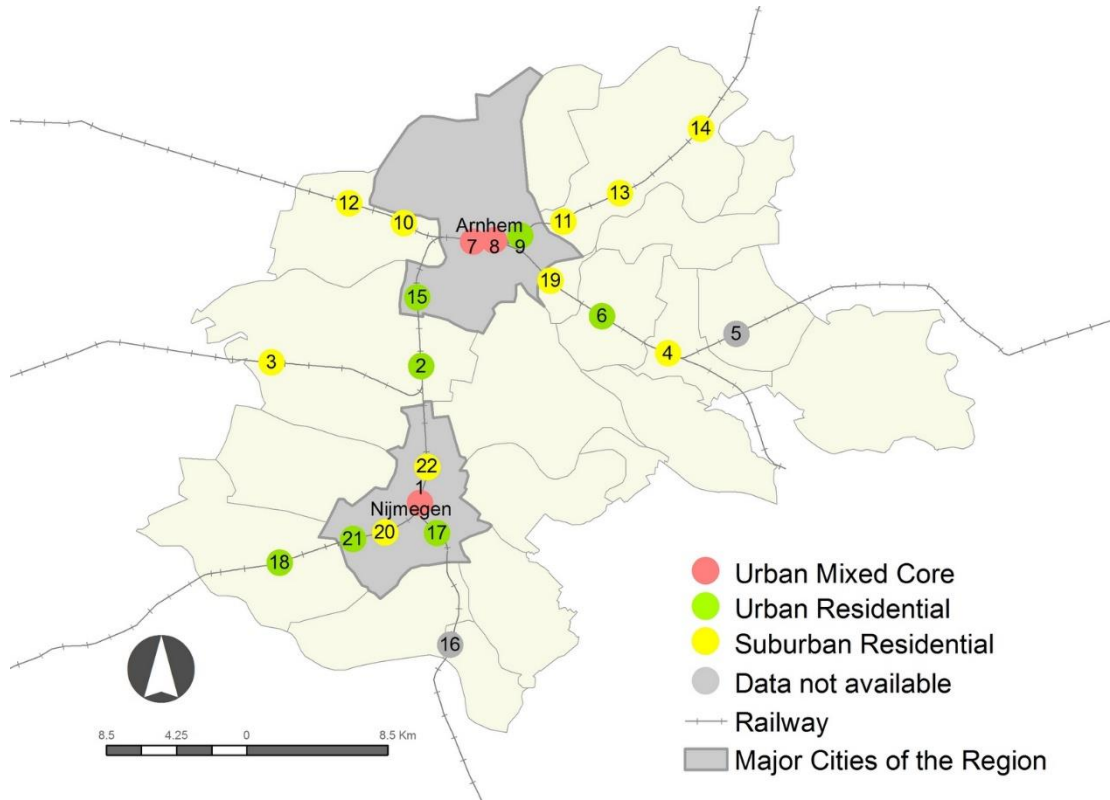 14
12
13
10
11
Arnhem
7 8 9
19
15
6
5
4
3
2
22
1
Nijmegen
21 20 17
18
16
Urban Mixed Core
Urban Residential
Suburban Residential
Data not available
Railway
Major Cities of the Region
8.5 4.25 0 8.5 Km